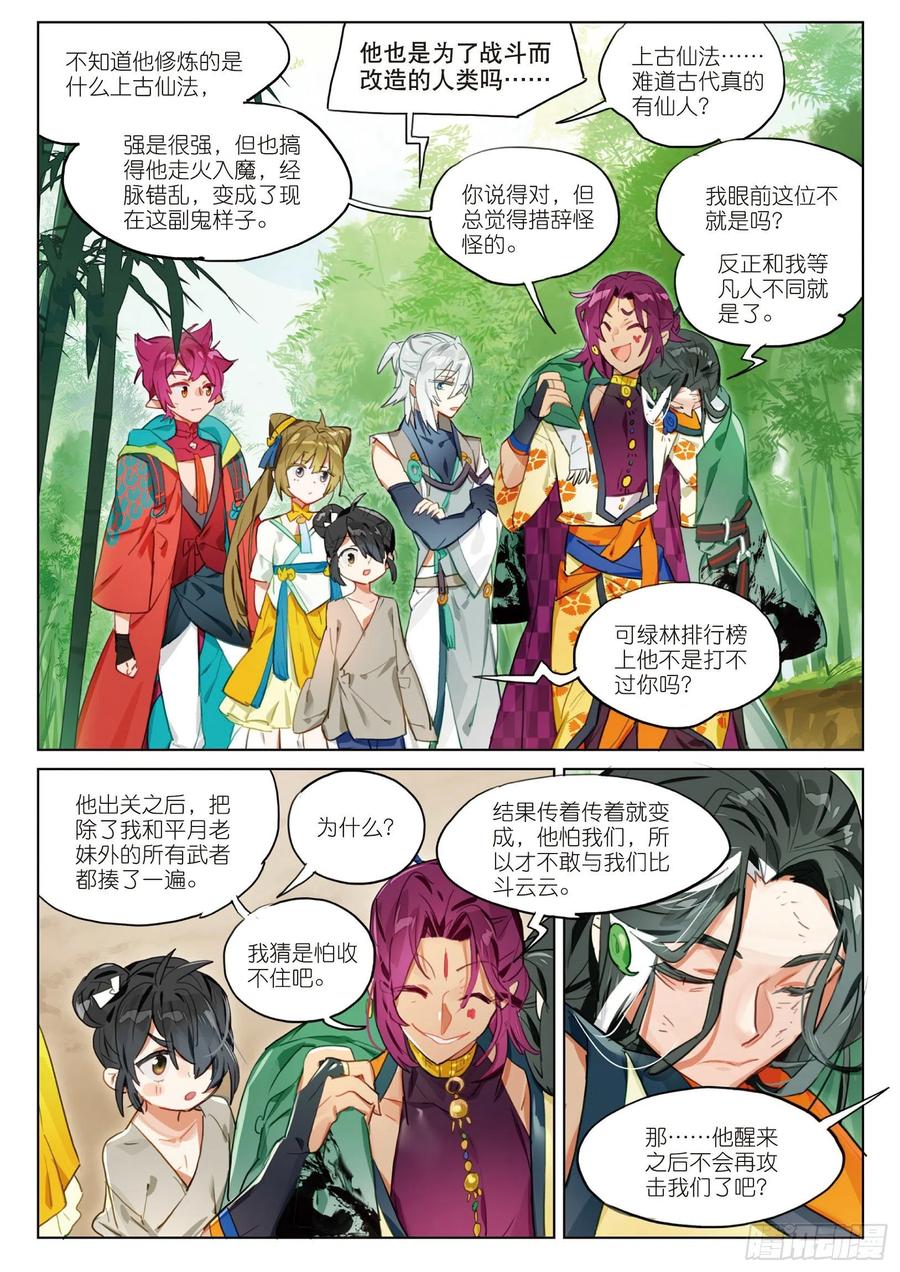 不知道他修炼的是
什么上古仙法，
强是很强，但也搞
得他走火入魔，经
脉错乱，变成了现
在这副鬼样子。
他也是为了战斗而
改造的人类吗……
你说得对，但
总觉得措辞怪
怪的。
上古仙法……
难道古代真的
有仙人？
我眼前这位不
就是吗？
反正和我等
凡人不同就
是了。
可绿林排行榜
上他不是打不
过你吗？
他出关之后，把
除了我和平月老
妹外的所有武者
都揍了一遍。
为什么？
我猜是怕收
不住吧。
结果传着传着就变
成，他怕我们，所
以才不敢与我们比
斗云云。
那……他醒来
之后不会再攻
击我们了吧？
腾讯动漫